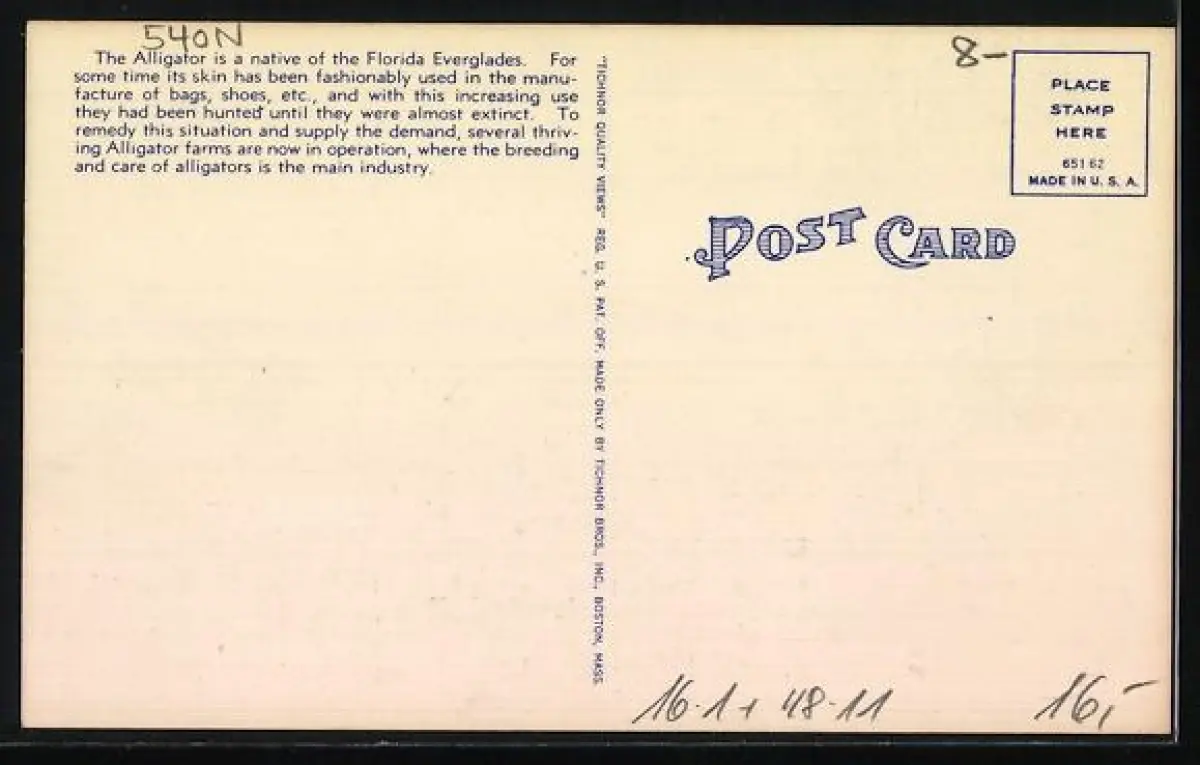 540N
The Alligator is a native of the Florida Everglades. For
some time its skin has been fashionably used in the manu-
facture of bags, shoes, etc., and with this increasing use
they had been hunted until they were almost extinct. To
remedy this situation and supply the demand, several thriv-
ing Alligator farms are now in operation, where the breeding
and care of alligators is the main industry.
"TICHNOR QUALITY VIEWS" REG. U. S. PAT. OFF. MADE ONLY BY TICHNOR BROS., INC., BOSTON, MASS.
8-
PLACE
STAMP
HERE
65162
MADE IN U. S. A.
POST CARD
16-1+ 48-11
16,-